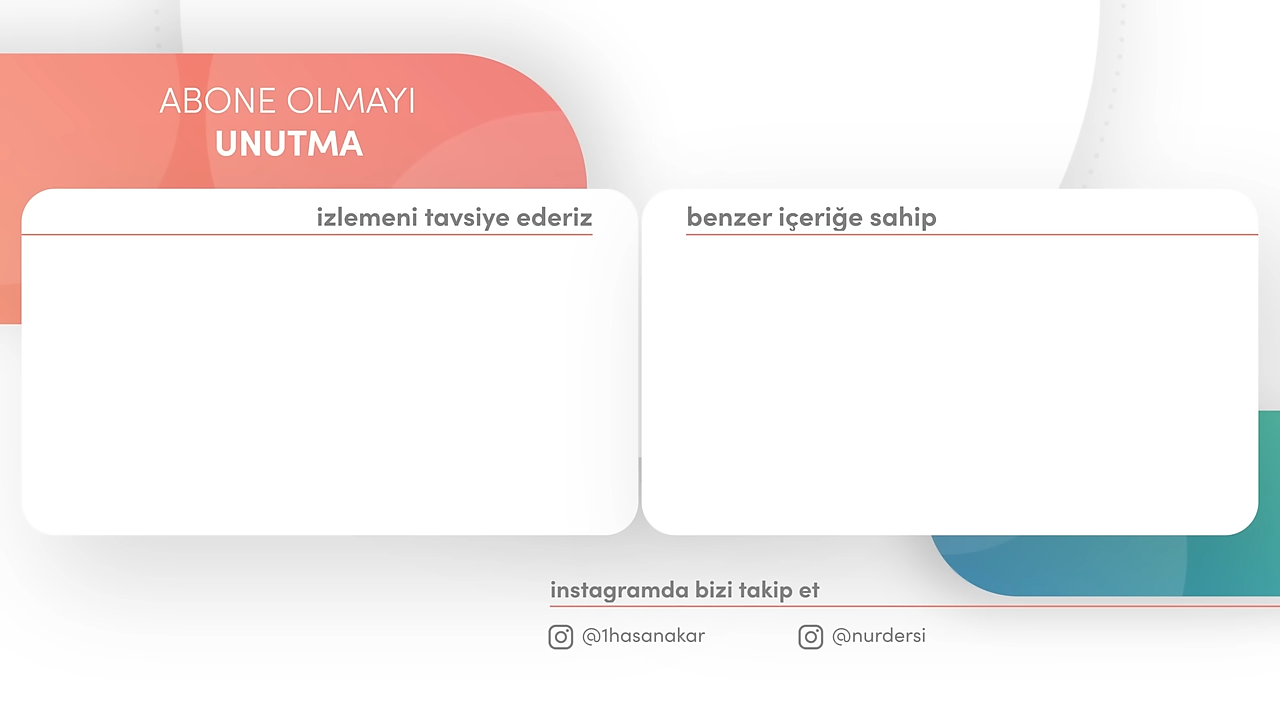 ABONE OLMAYI
UNUTMA
izlemeni tavsiye ederiz
benzer içeriğe sahip
instagramda bizi takip et
@1hasanakar
@nurdersi